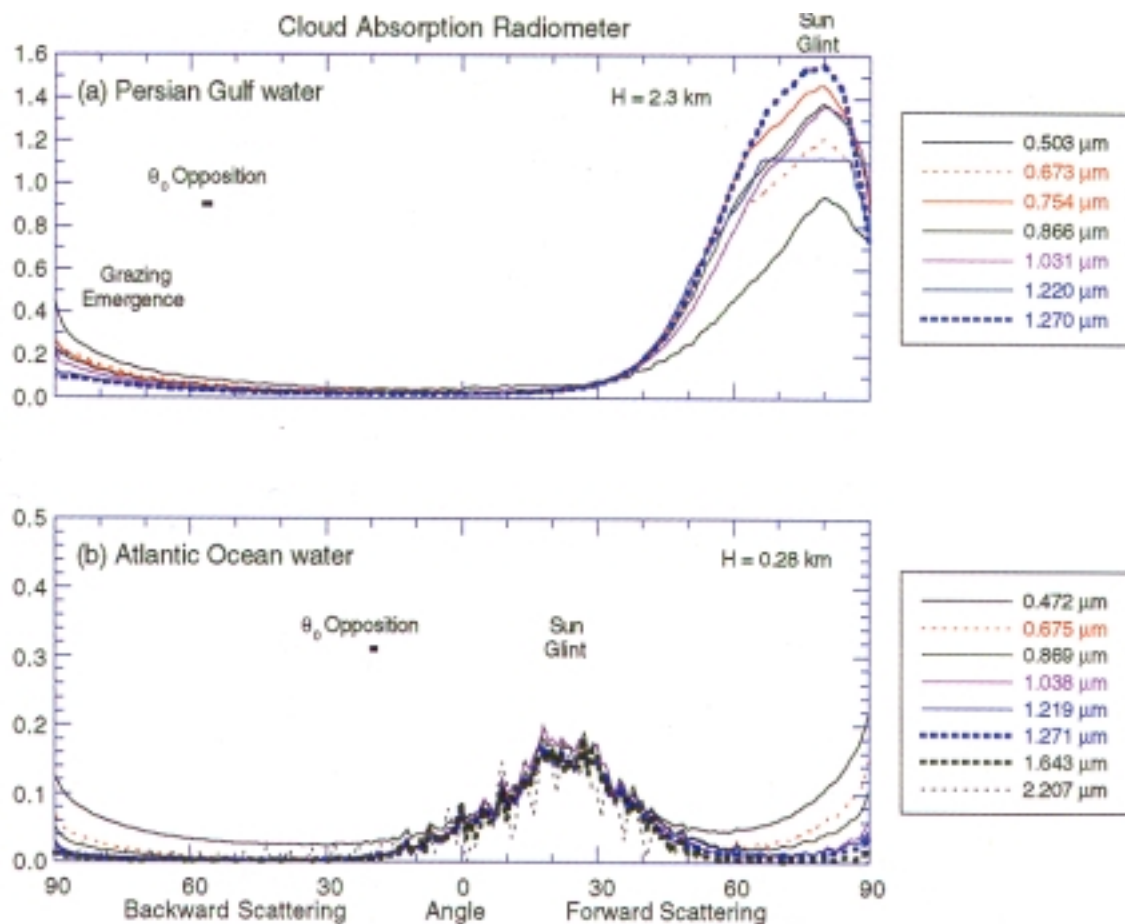 Cloud Absorption Radiometer
Sun
Glint
1.6
1.4
1.2
1.0
0.8
0.6
0.4
0.2
0.0
(a) Persian Gulf water
H = 2.3 km
θ0 Opposition
Grazing
Emergence
0.503 µm
0.673 µm
0.754 µm
0.866 µm
1.031 µm
1.220 µm
1.270 µm
0.5
0.4
0.3
0.2
0.1
0.0
(b) Atlantic Ocean water
H = 0.28 km
θ0 Opposition
Sun
Glint
0.472 µm
0.675 µm
0.869 µm
1.038 µm
1.219 µm
1.271 µm
1.643 µm
2.207 µm
90 60 30 0 30 60 90
Backward Scattering Angle Forward Scattering